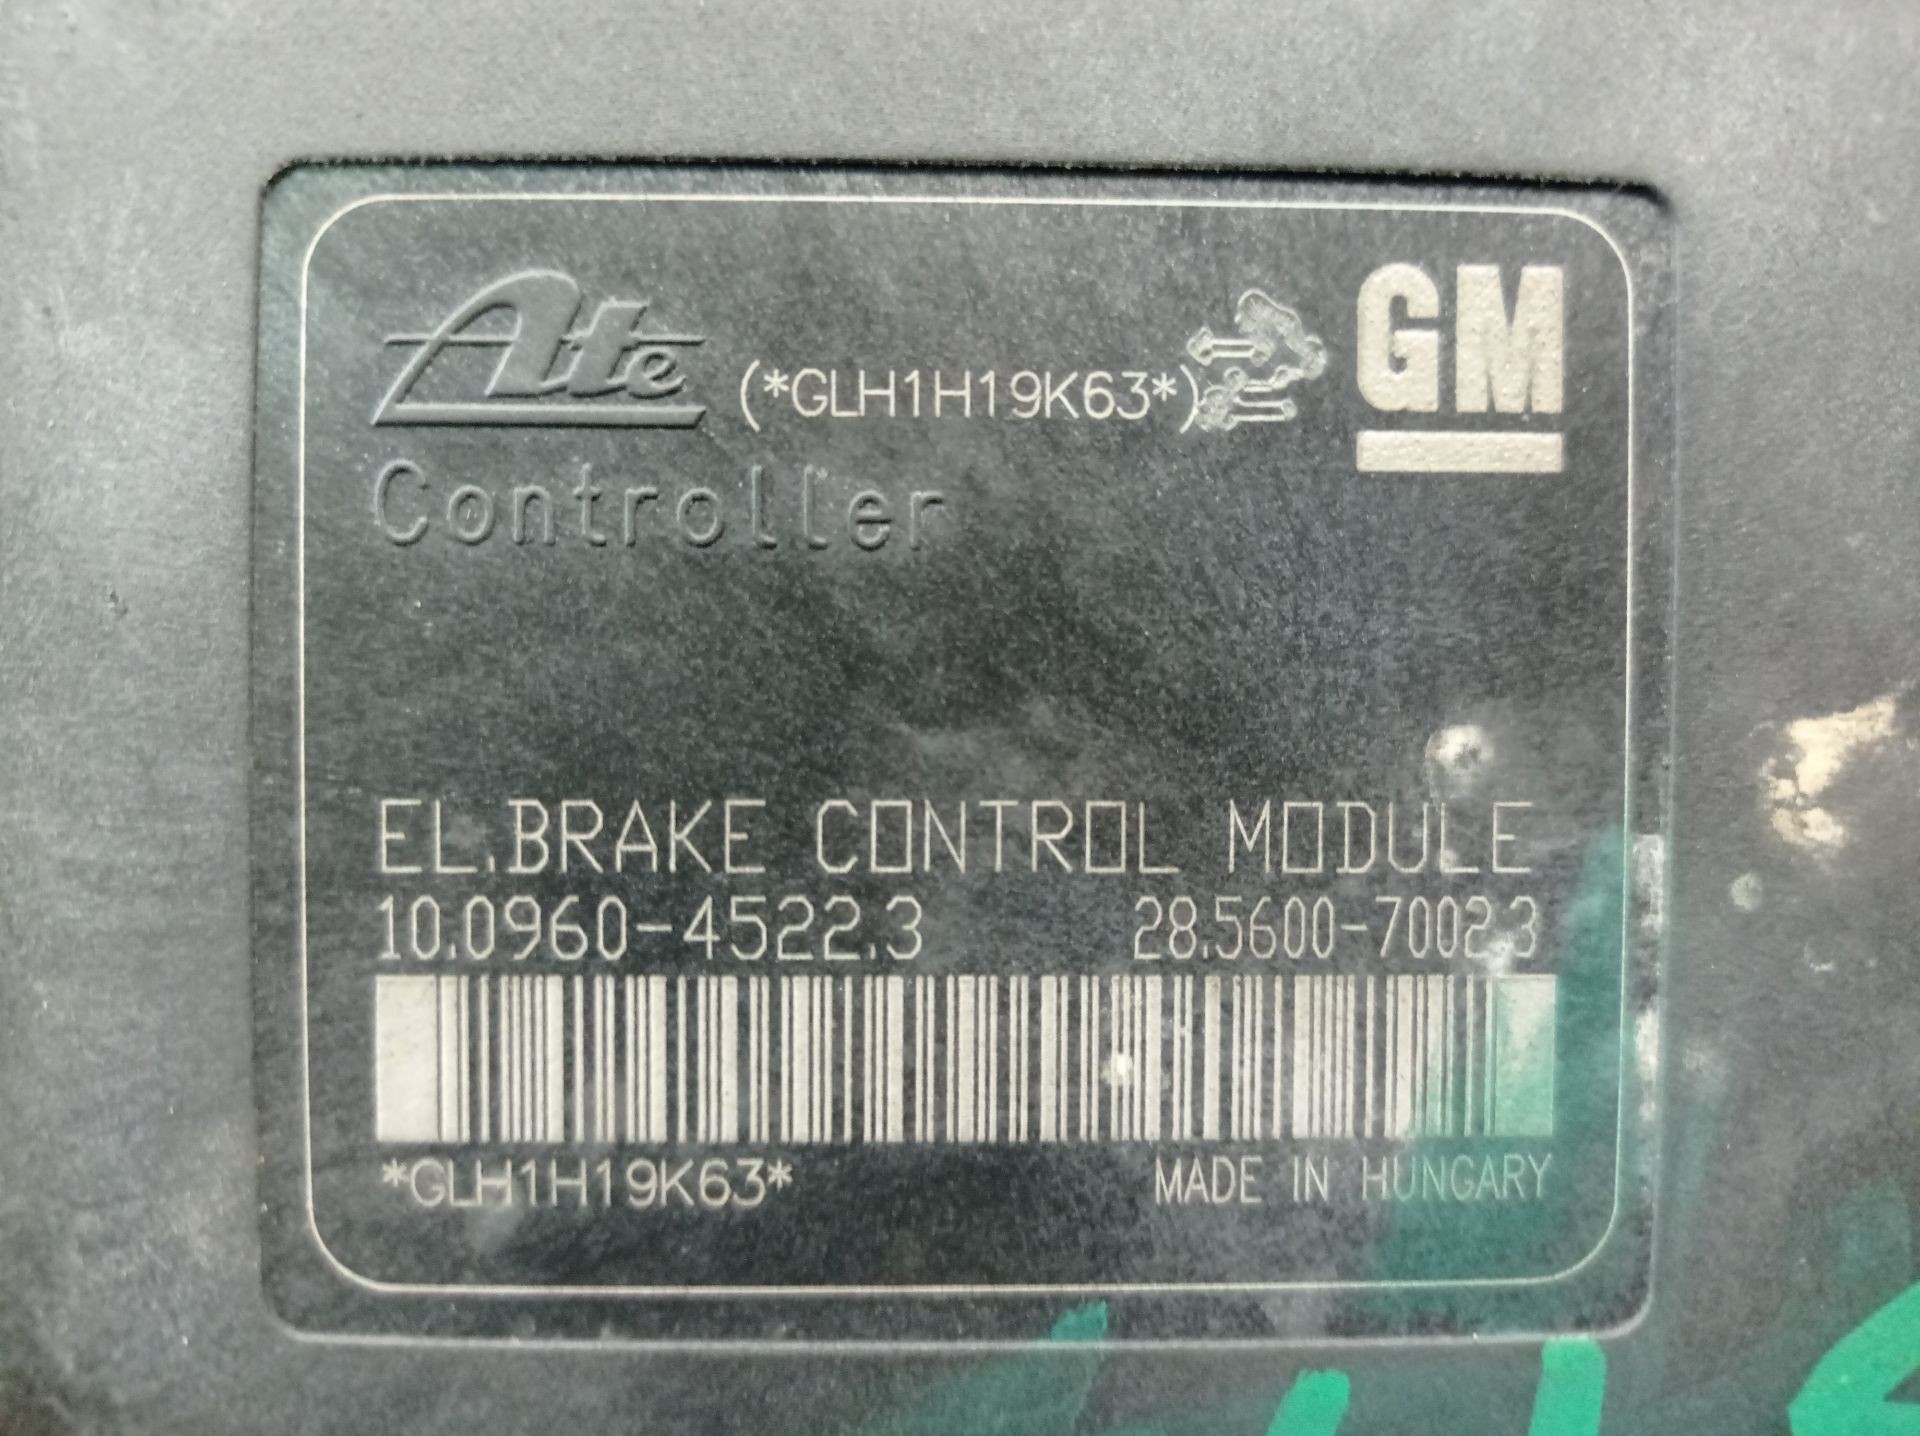 Ate (*GLH1H19K63*) GM
Controller
EL.BRAKE CONTROL MODULE
10.0960-4522.3 28.5600-7002.3
*GLH1H19K63* MADE IN HUNGARY